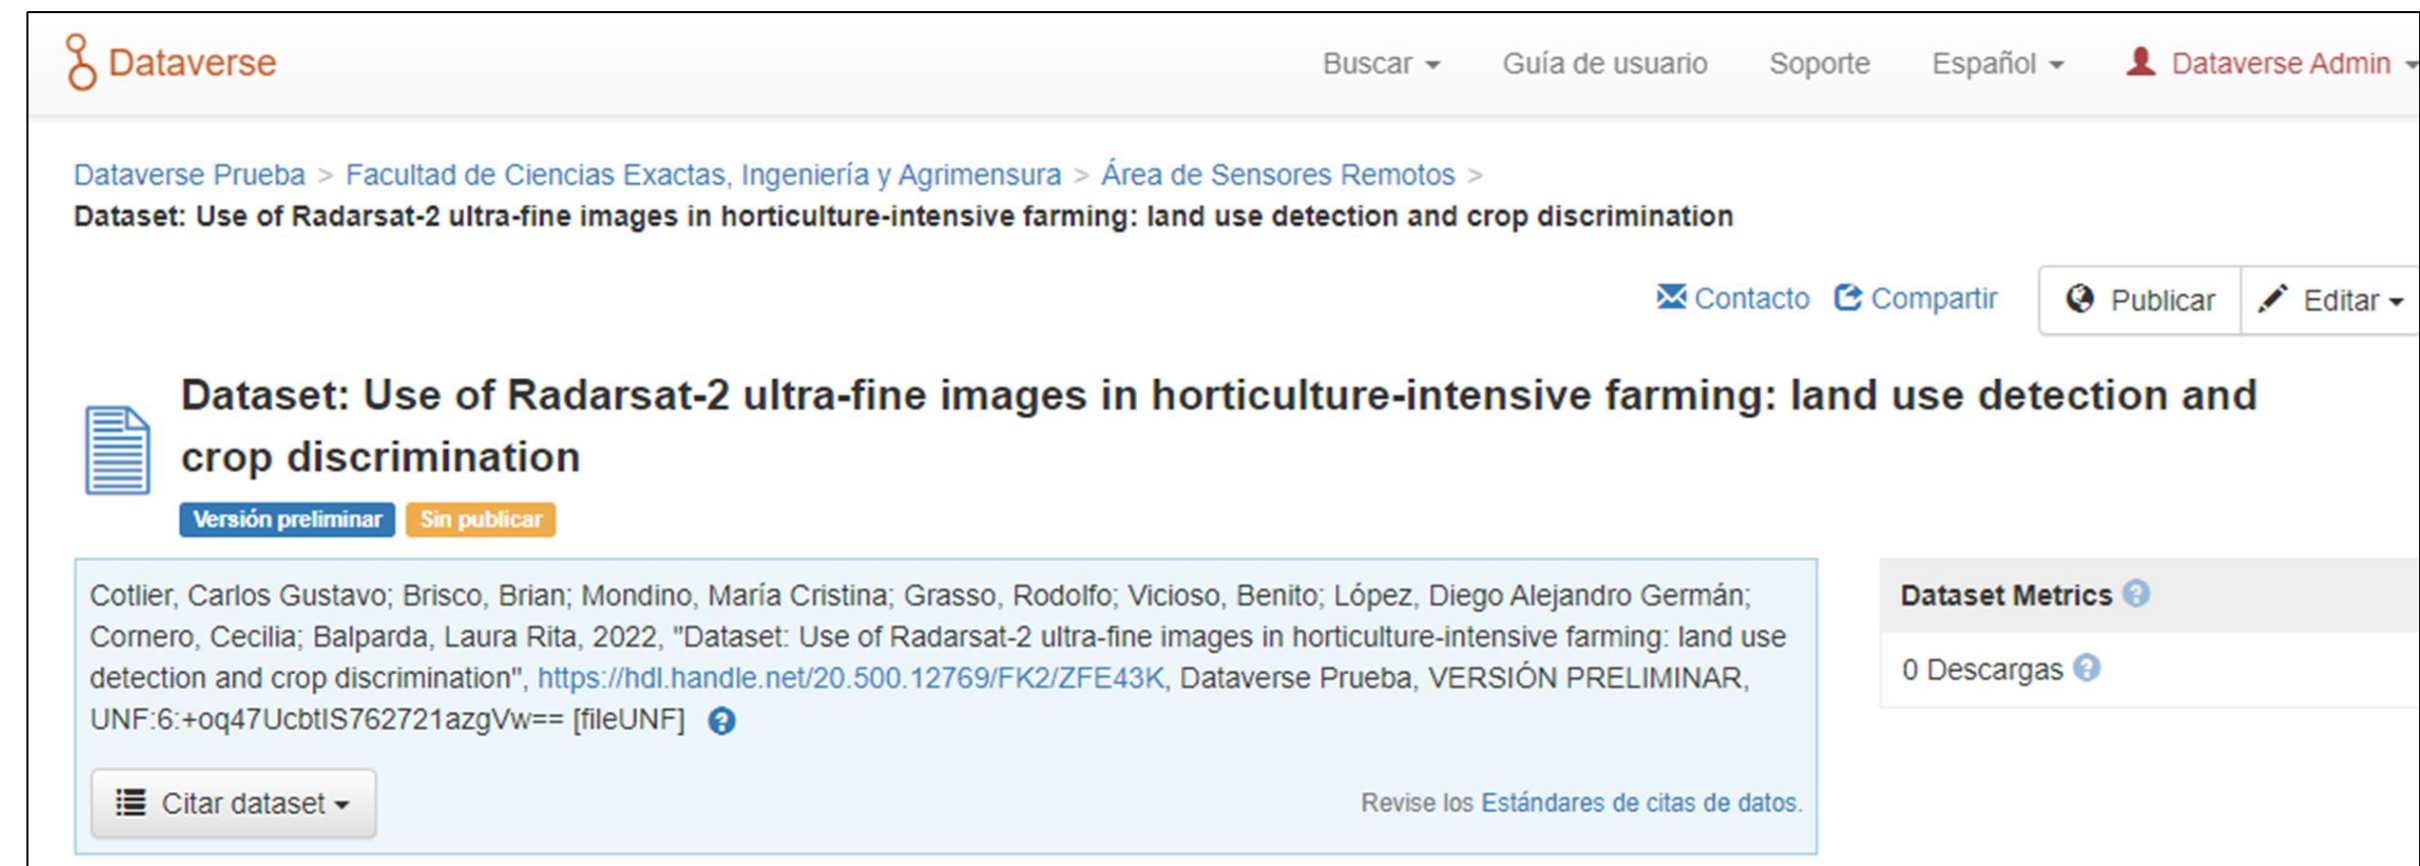 Dataverse
Buscar Guía de usuario Soporte Español Dataverse Admin
Dataverse Prueba > Facultad de Ciencias Exactas, Ingeniería y Agrimensura > Área de Sensores Remotos >
Dataset: Use of Radarsat-2 ultra-fine images in horticulture-intensive farming: land use detection and crop discrimination
Contacto Compartir Publicar Editar
Dataset: Use of Radarsat-2 ultra-fine images in horticulture-intensive farming: land use detection and
crop discrimination
Versión preliminar Sin publicar
Cotlier, Carlos Gustavo; Brisco, Brian; Mondino, María Cristina; Grasso, Rodolfo; Vicioso, Benito; López, Diego Alejandro Germán;
Cornero, Cecilia; Balparda, Laura Rita, 2022, "Dataset: Use of Radarsat-2 ultra-fine images in horticulture-intensive farming: land use
detection and crop discrimination", https://hdl.handle.net/20.500.12769/FK2/ZFE43K, Dataverse Prueba, VERSIÓN PRELIMINAR,
UNF:6:+oq47UcbtIS762721azgVw== [fileUNF] ?
Citar dataset
Revise los Estándares de citas de datos.
Dataset Metrics ?
0 Descargas ?